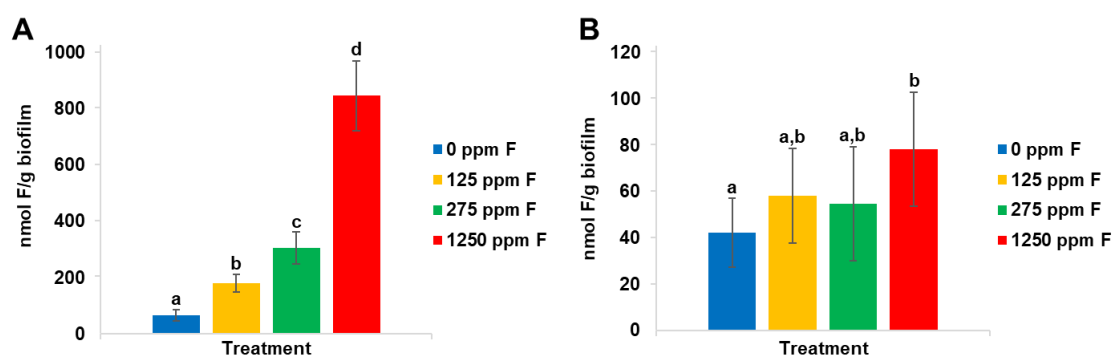 A
nmol F/g biofilm
1000
800
600
400
200
0
a
b
c
d
Treatment
0 ppm F
125 ppm F
275 ppm F
1250 ppm F
B
nmol F/g biofilm
120
100
80
60
40
20
0
a
a,b
a,b
b
Treatment
0 ppm F
125 ppm F
275 ppm F
1250 ppm F